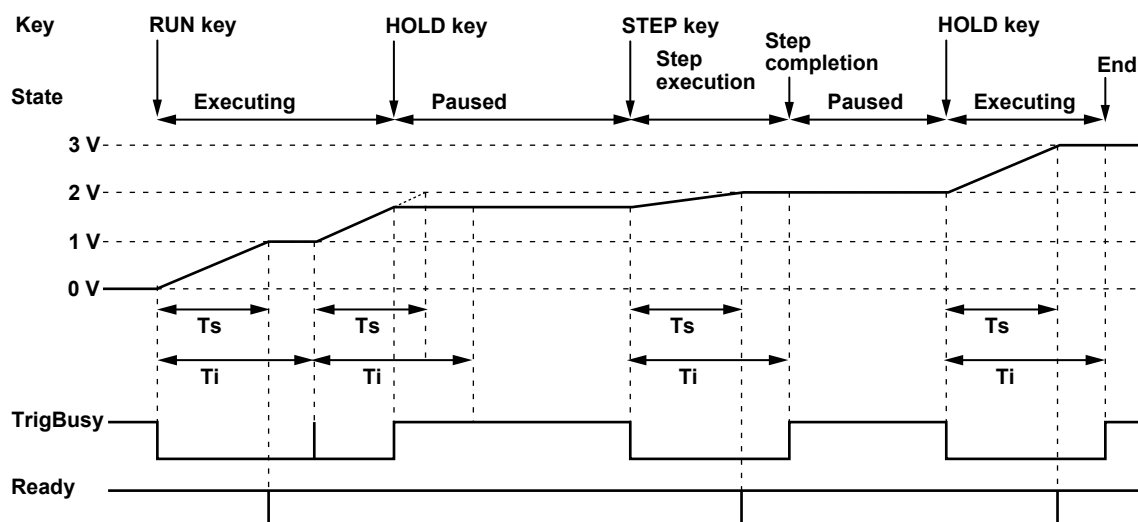 Key
RUN key
HOLD key
STEP key
HOLD key
Step
completion
End
Step
execution
State
Executing
Paused
Paused
Executing
3 V
2 V
1 V
0 V
Ts
Ts
Ts
Ts
Ti
Ti
Ti
Ti
TrigBusy
Ready